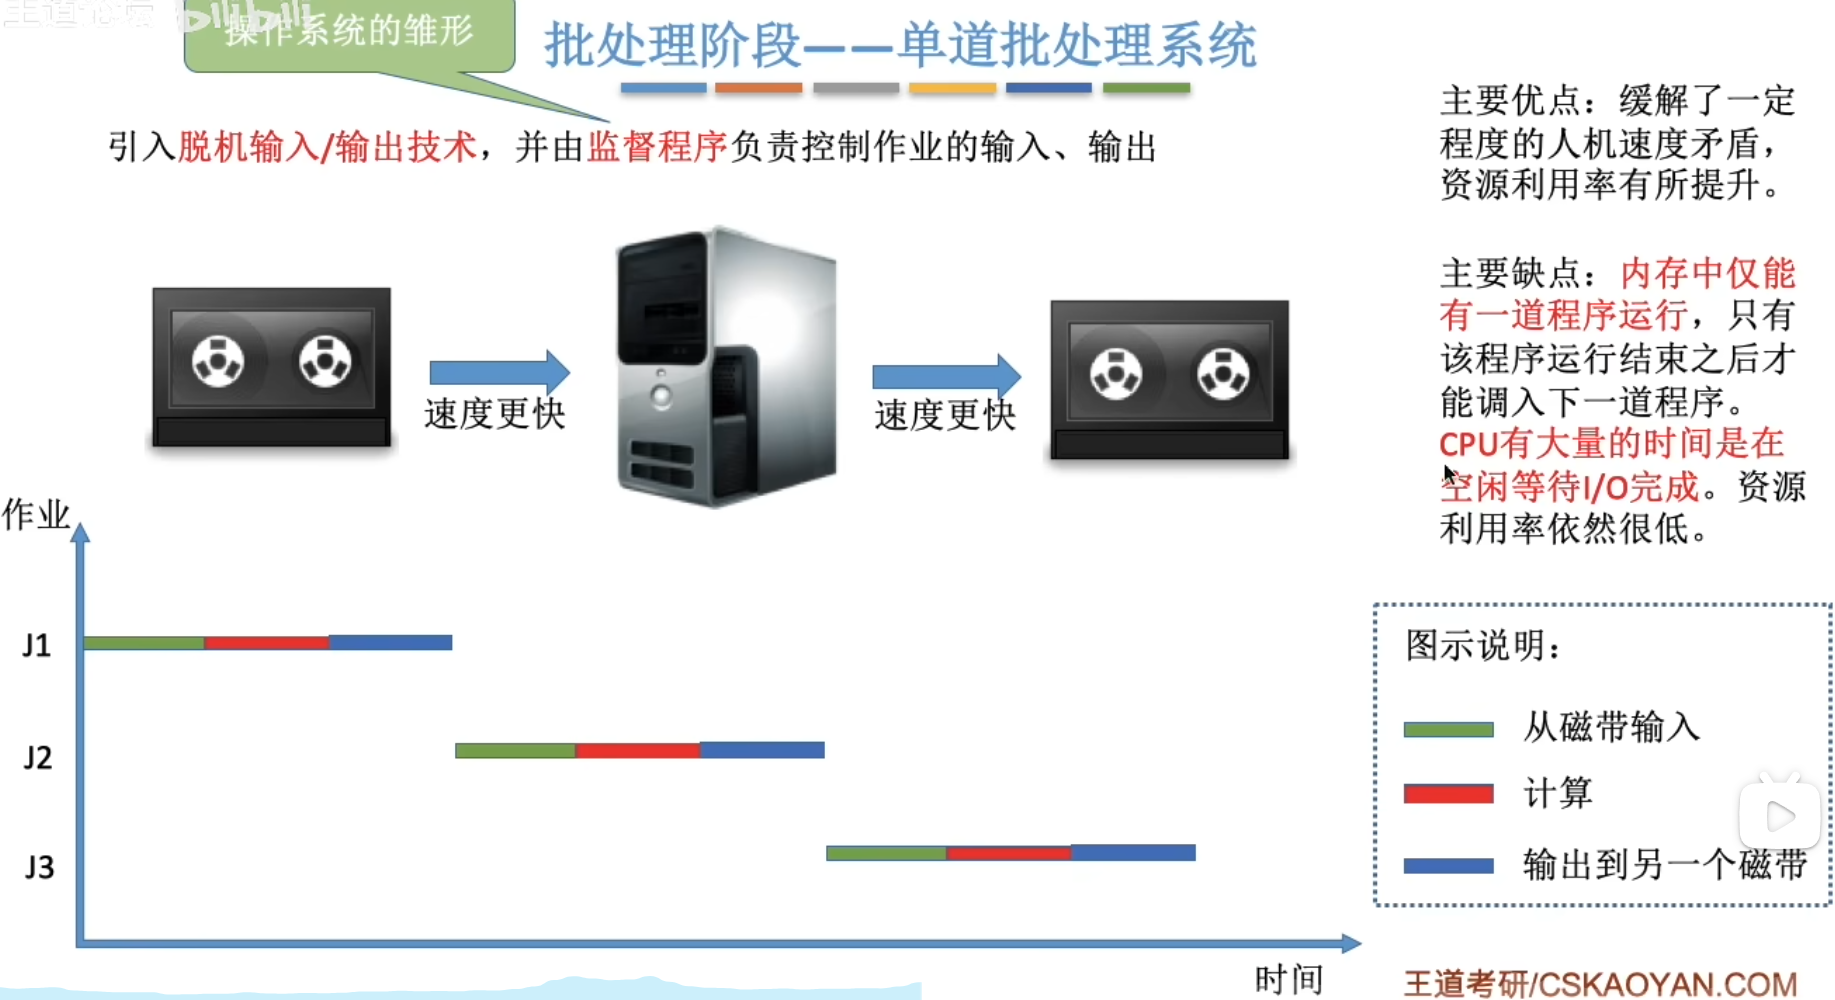 王道论坛
bilibili
操作系统的雏形
批处理阶段——单道批处理系统
引入脱机输入/输出技术，并由监督程序负责控制作业的输入、输出
主要优点：缓解了一定
程度的人机速度矛盾，
资源利用率有所提升。
主要缺点：内存中仅能
有一道程序运行，只有
该程序运行结束之后才
能调入下一道程序。
CPU有大量的时间是在
空闲等待I/O完成。资源
利用率依然很低。
速度更快
速度更快
作业
J1
J2
J3
时间
图示说明：
从磁带输入
计算
输出到另一个磁带
王道考研/CSKAOYAN.COM